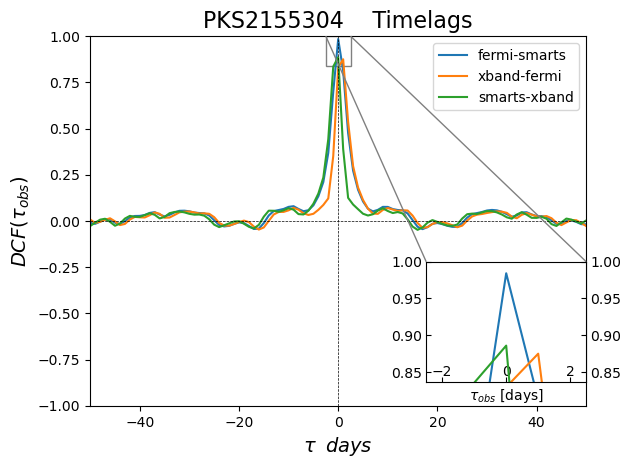 PKS2155304 Timelags
1.00
0.75
0.50
0.25
0.00
−0.25
−0.50
−0.75
−1.00
DCF(τobs)
fermi-smarts
xband-fermi
smarts-xband
1.00 1.00
0.95 0.95
0.90 0.90
0.85 0.85
−2 0 2
τobs [days]
−40 −20 0 20 40
τ days